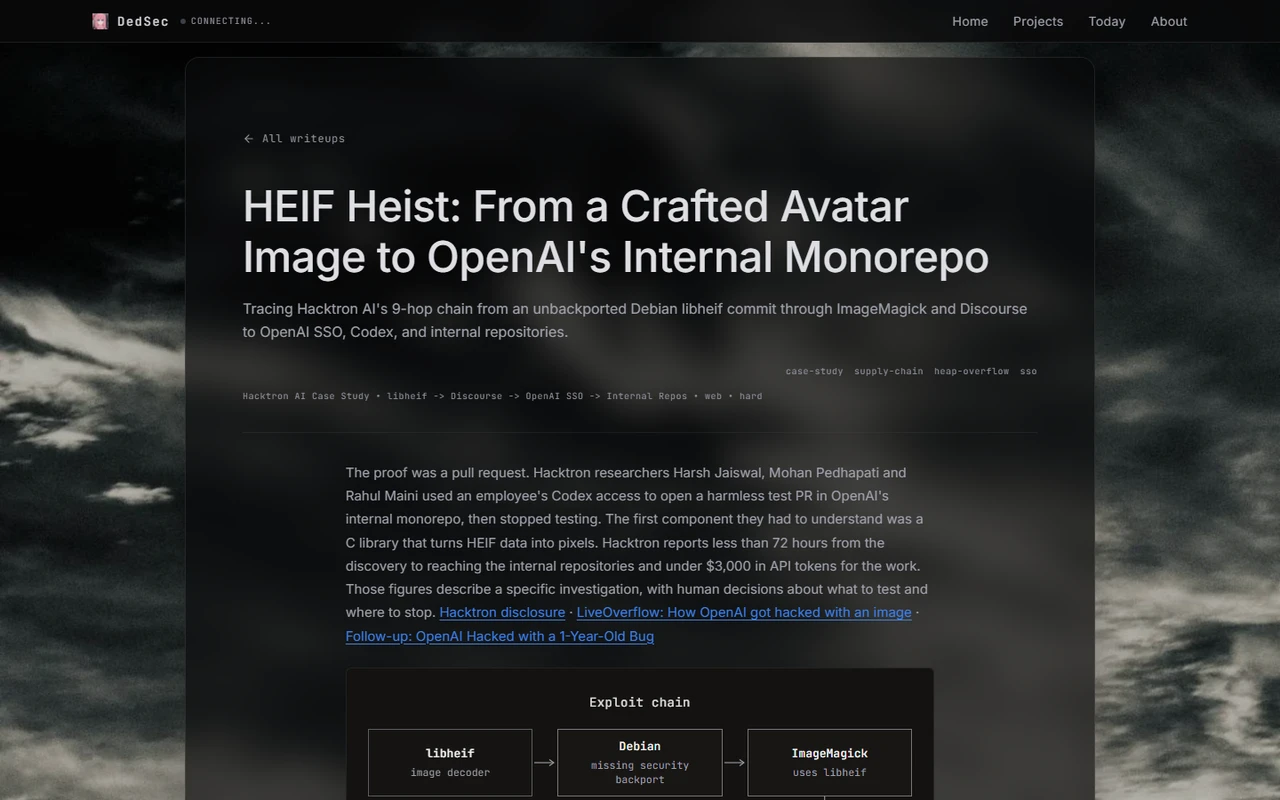 DedSec
CONNECTING...
Home
Projects
Today
About
← All writeups
HEIF Heist: From a Crafted Avatar
Image to OpenAI's Internal Monorepo
Tracing Hacktron AI's 9-hop chain from an unbackported Debian libheif commit through ImageMagick and Discourse
to OpenAI SSO, Codex, and internal repositories.
case-study supply-chain heap-overflow sso
Hacktron AI Case Study • libheif -> Discourse -> OpenAI SSO -> Internal Repos • web • hard
The proof was a pull request. Hacktron researchers Harsh Jaiswal, Mohan Pedhapati and
Rahul Maini used an employee's Codex access to open a harmless test PR in OpenAI's
internal monorepo, then stopped testing. The first component they had to understand was a
C library that turns HEIF data into pixels. Hacktron reports less than 72 hours from the
discovery to reaching the internal repositories and under $3,000 in API tokens for the work.
Those figures describe a specific investigation, with human decisions about what to test and
where to stop. Hacktron disclosure · LiveOverflow: How OpenAI got hacked with an image ·
Follow-up: OpenAI Hacked with a 1-Year-Old Bug
Exploit chain
libheif
image decoder
Debian
missing security
backport
ImageMagick
uses libheif